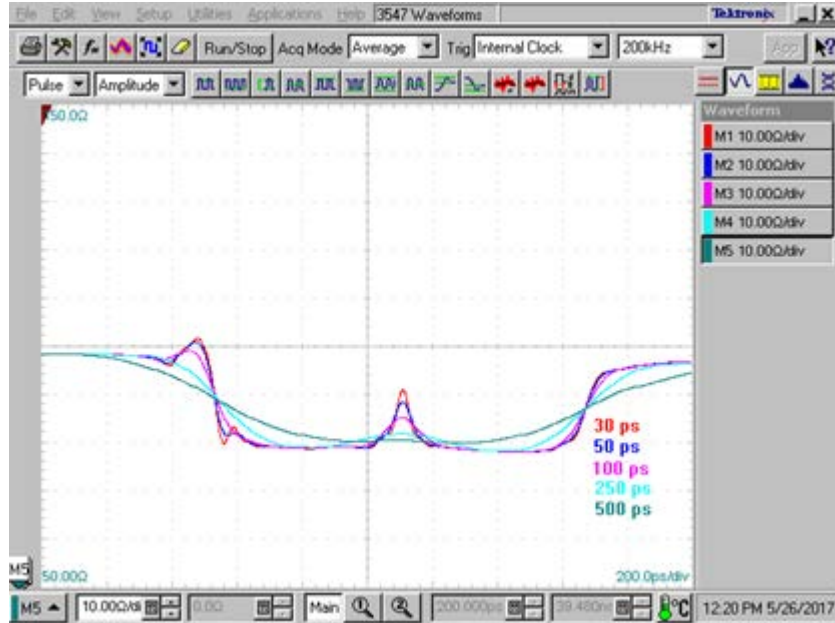 File Edit View Setup Utilities Applications Help 3547 Waveforms Tektronix
Run/Stop Acq Mode Average Trig Internal Clock 200kHz App
Pulse Amplitude
50.0Ω
Waveform
M1 10.00Ω/div
M2 10.00Ω/div
M3 10.00Ω/div
M4 10.00Ω/div
M5 10.00Ω/div
30 ps
50 ps
100 ps
250 ps
500 ps
M5
50.00Ω 200.0ps/div
M5 10.00Ω/di 0.0Ω Main 1 2 200.000ps °C 12:20 PM 5/26/2017